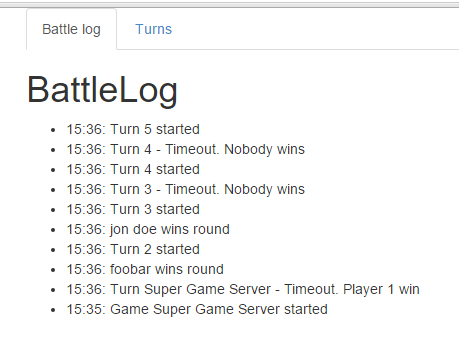 Battle log
Turns
BattleLog
15:36: Turn 5 started
15:36: Turn 4 - Timeout. Nobody wins
15:36: Turn 4 started
15:36: Turn 3 - Timeout. Nobody wins
15:36: Turn 3 started
15:36: jon doe wins round
15:36: Turn 2 started
15:36: foobar wins round
15:36: Turn Super Game Server - Timeout. Player 1 win
15:35: Game Super Game Server started